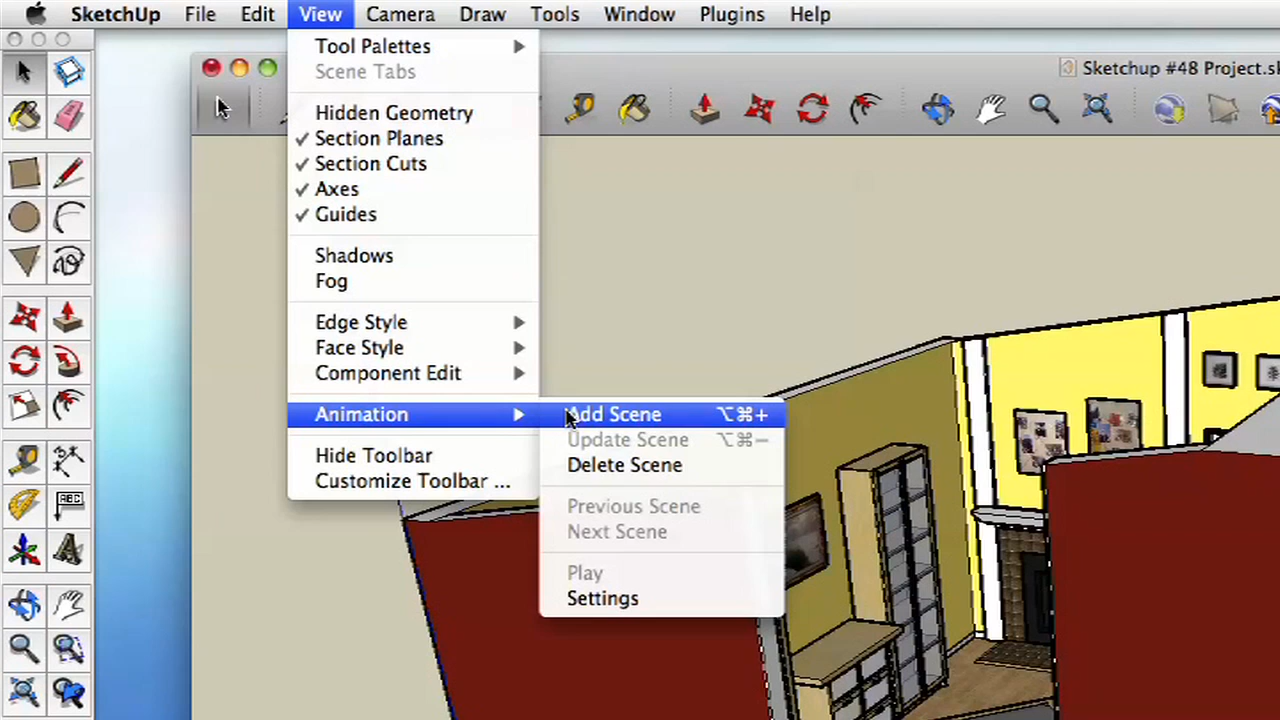 SketchUp File Edit View Camera Draw Tools Window Plugins Help
Sketchup #48 Project.sk
Tool Palettes
Scene Tabs
Hidden Geometry
✓ Section Planes
✓ Section Cuts
✓ Axes
✓ Guides
Shadows
Fog
Edge Style
Face Style
Component Edit
Animation
Hide Toolbar
Customize Toolbar ...
Add Scene ⌥⌘+
Update Scene ⌥⌘−
Delete Scene
Previous Scene
Next Scene
Play
Settings
ABC
A